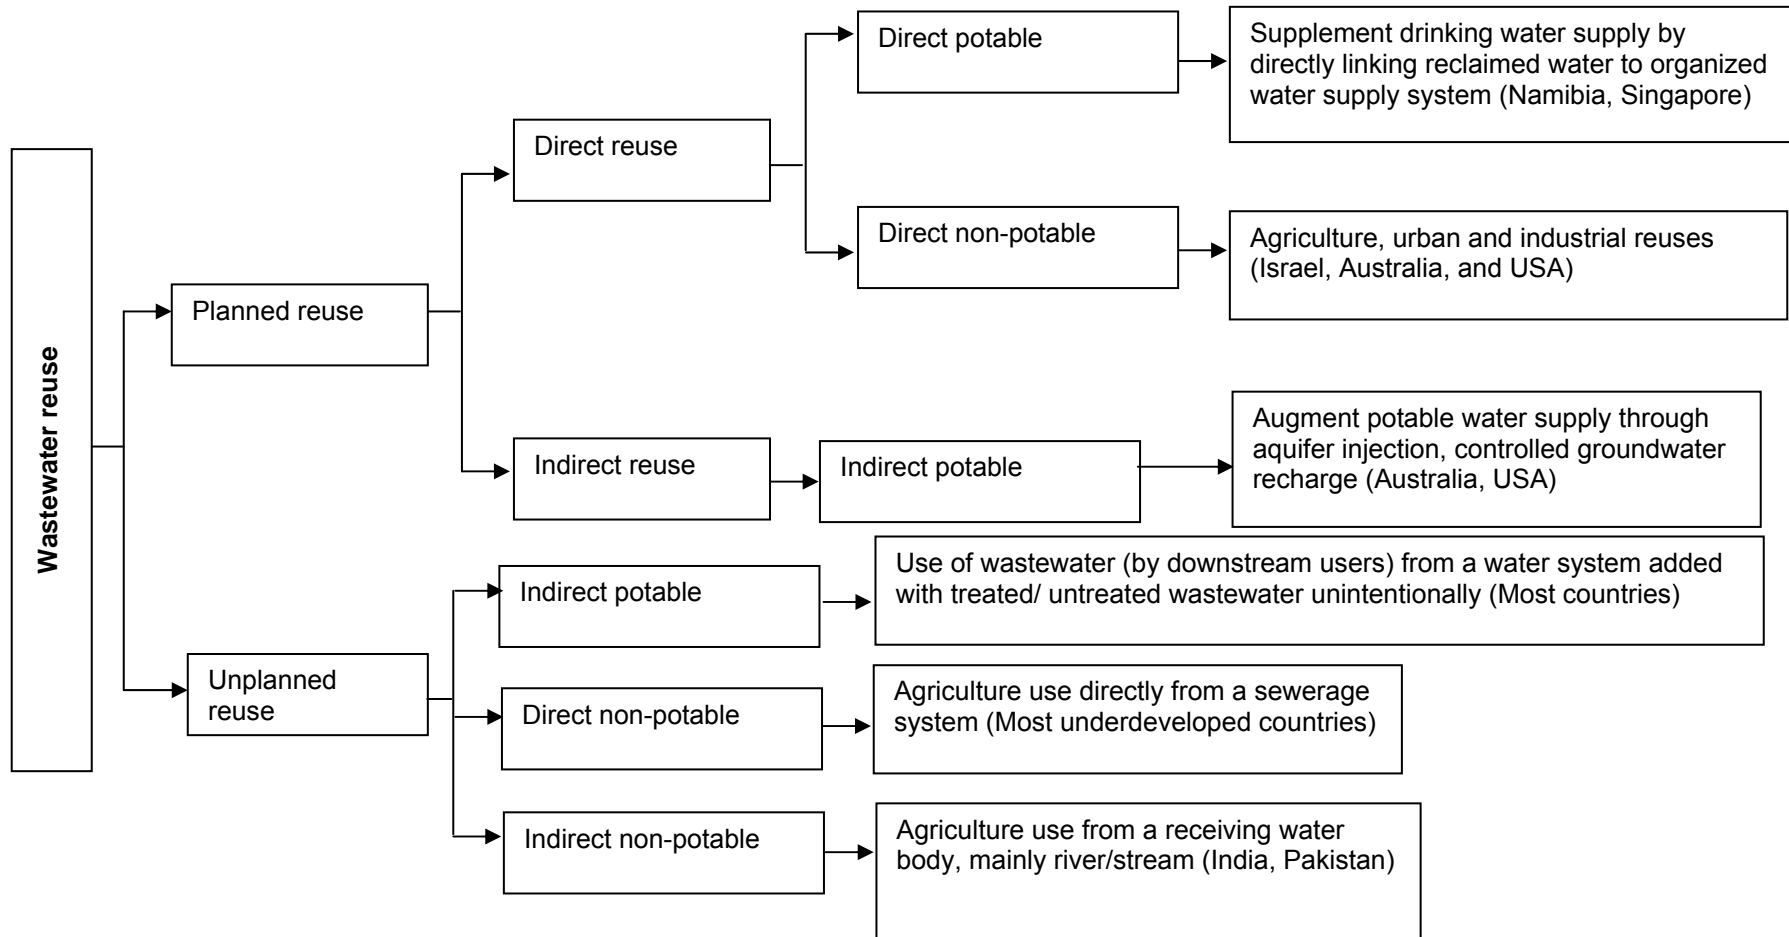 Wastewater reuse
Planned reuse
Direct reuse
Direct potable
Supplement drinking water supply by
directly linking reclaimed water to organized
water supply system (Namibia, Singapore)
Direct non-potable
Agriculture, urban and industrial reuses
(Israel, Australia, and USA)
Indirect reuse
Indirect potable
Augment potable water supply through
aquifer injection, controlled groundwater
recharge (Australia, USA)
Unplanned
reuse
Indirect potable
Use of wastewater (by downstream users) from a water system added
with treated/ untreated wastewater unintentionally (Most countries)
Direct non-potable
Agriculture use directly from a sewerage
system (Most underdeveloped countries)
Indirect non-potable
Agriculture use from a receiving water
body, mainly river/stream (India, Pakistan)